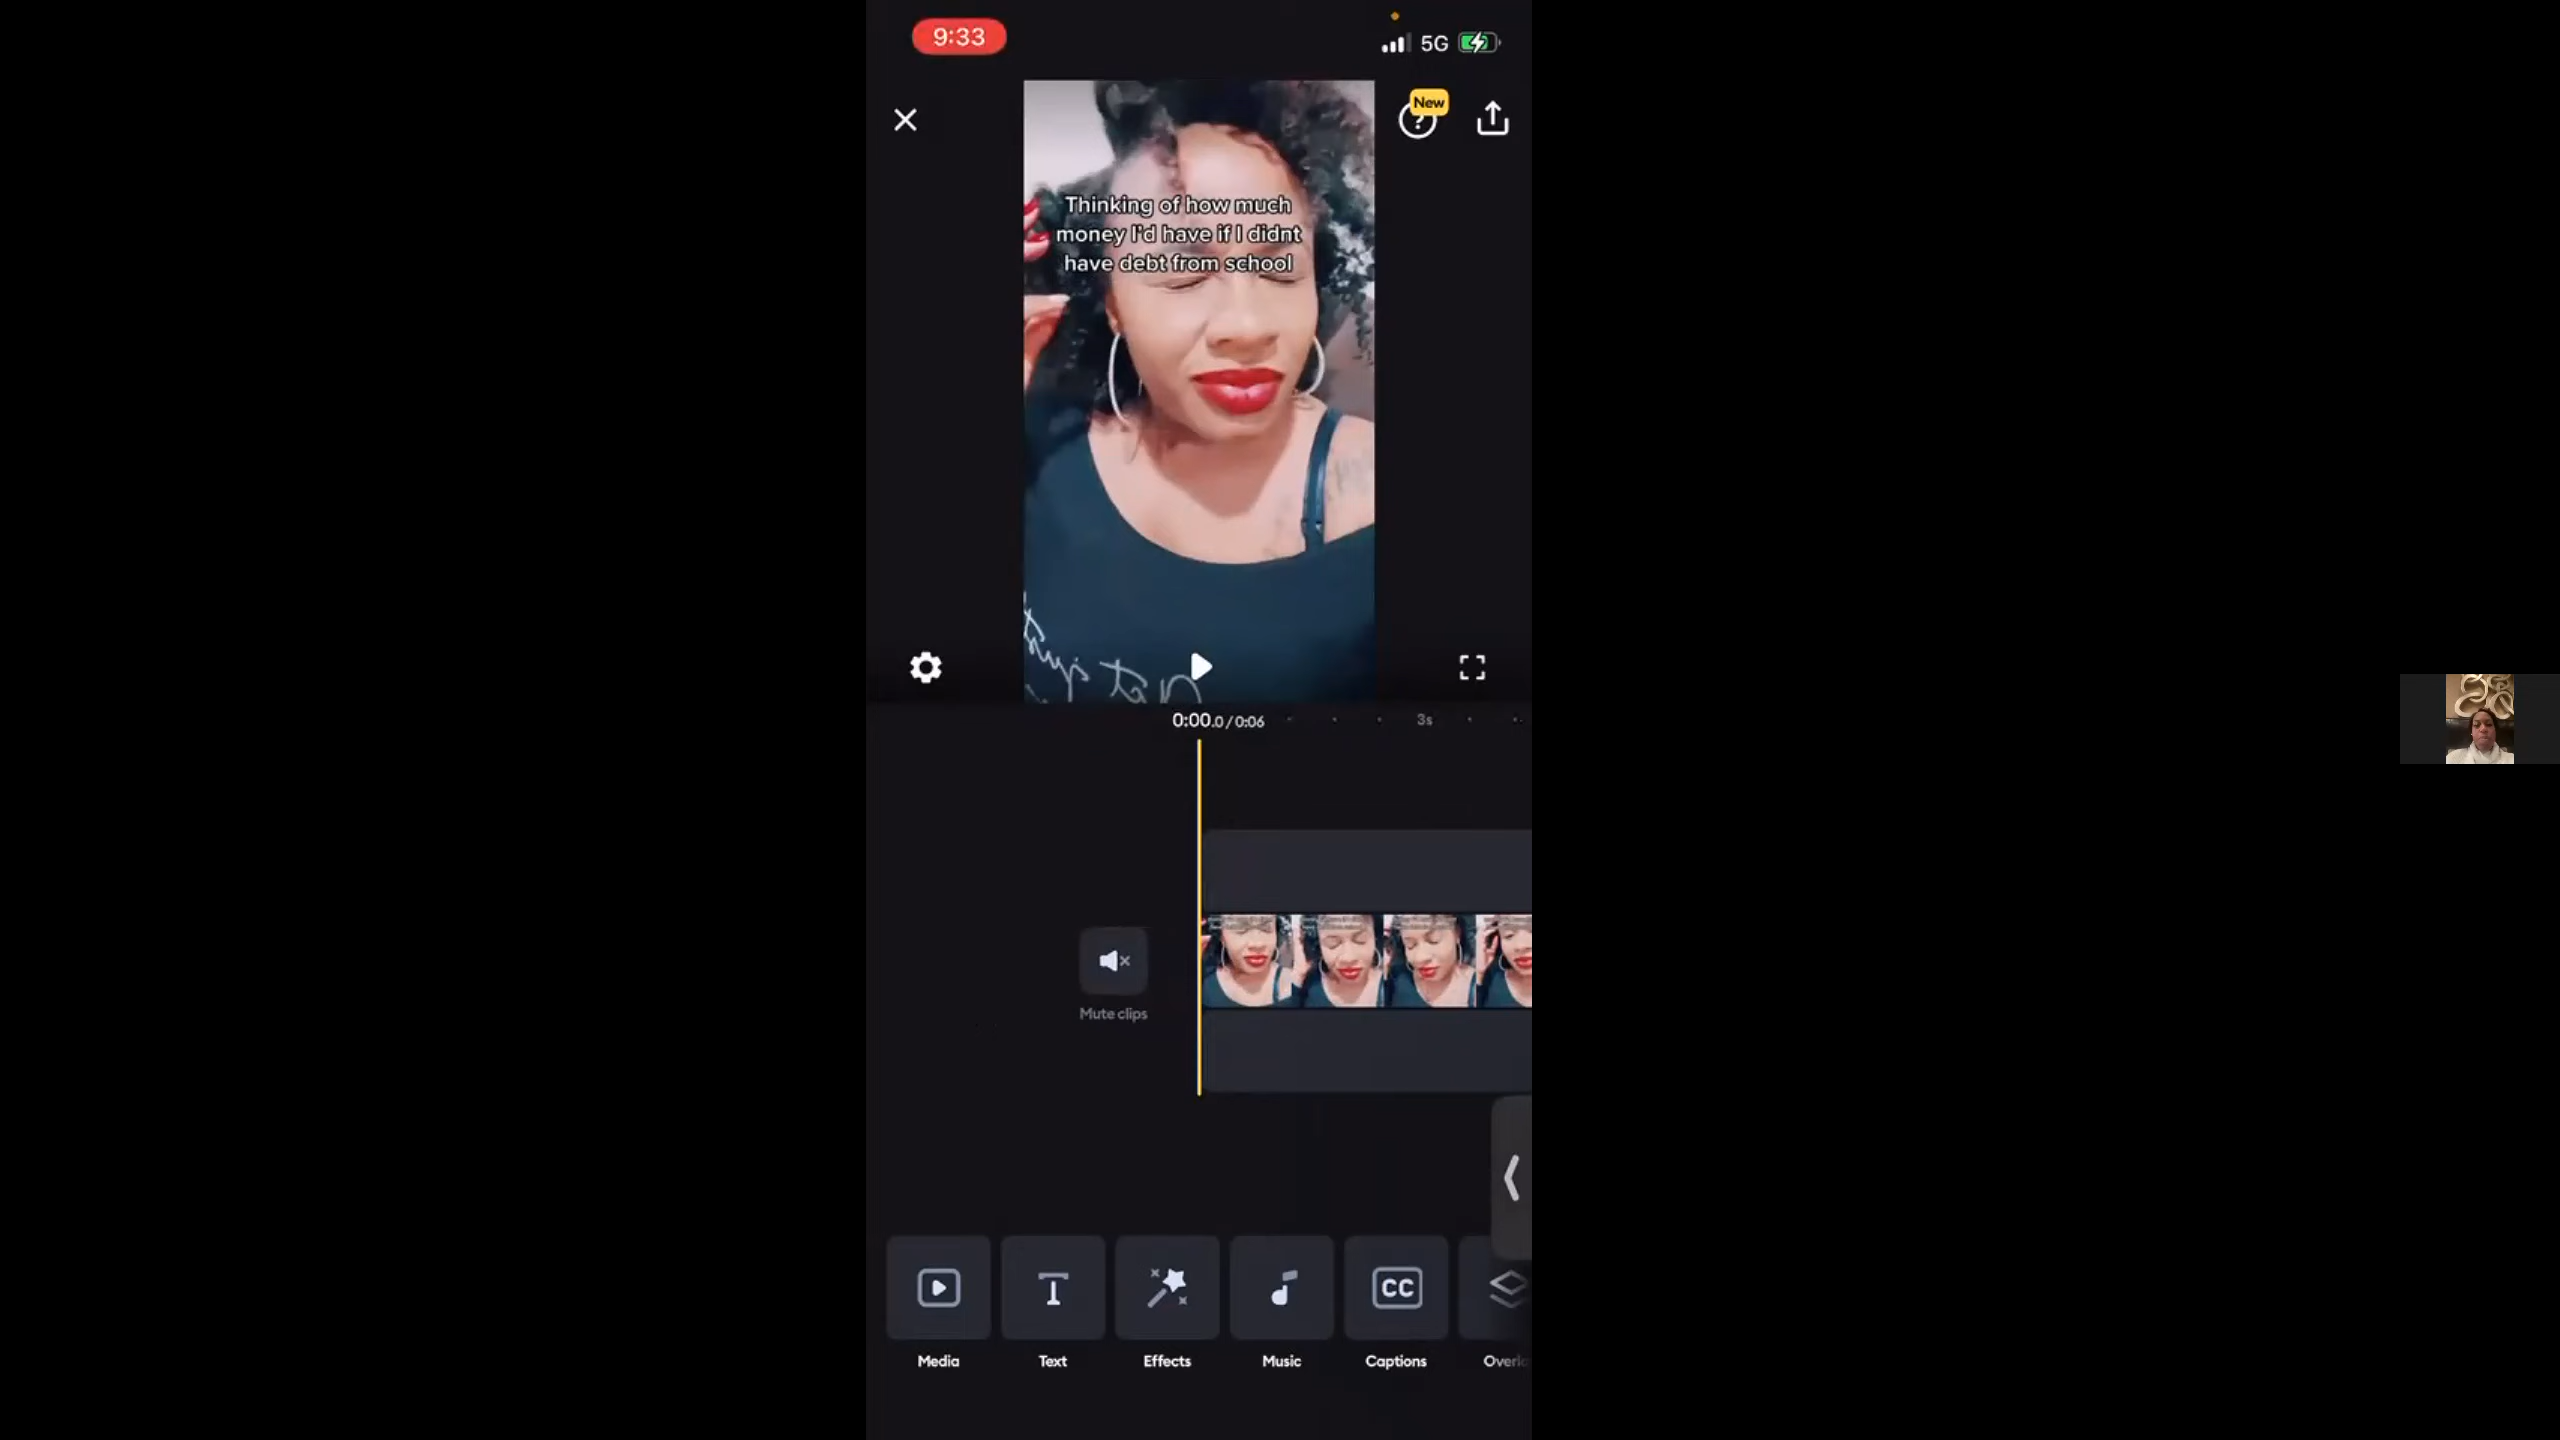 9:33
5G
New
Thinking of how much
money I'd have if I didnt
have debt from school
0:00.0/0:06
3s
Mute clips
CC
Media
Text
Effects
Music
Captions